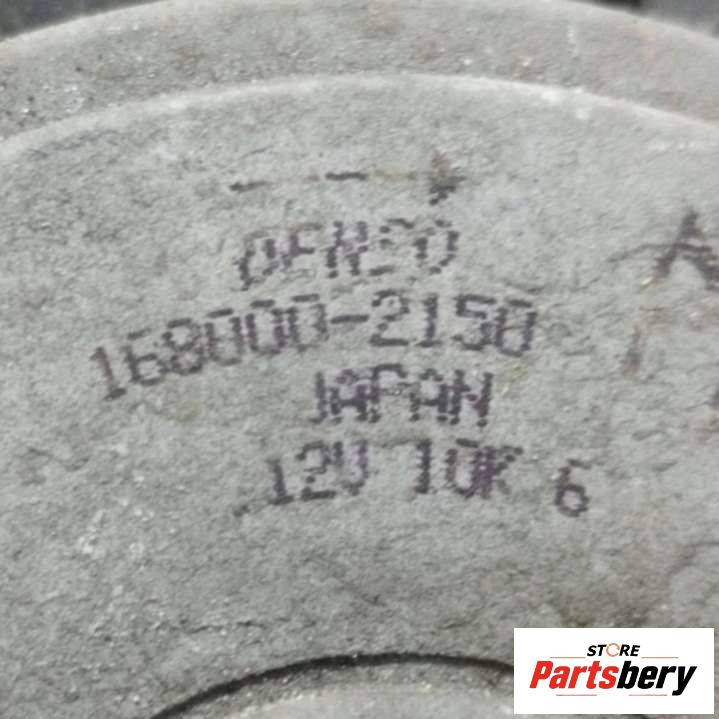 DENSO
168000-2150
JAPAN
12V 10K 6
A
STORE
Partsbery